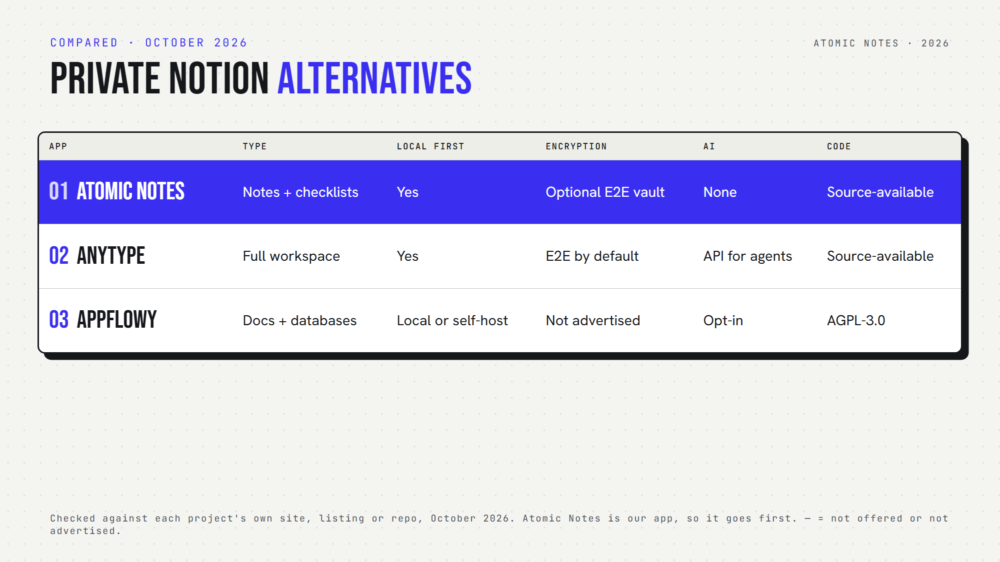 COMPARED · OCTOBER 2026
ATOMIC NOTES · 2026
PRIVATE NOTION ALTERNATIVES
APP TYPE LOCAL FIRST ENCRYPTION AI CODE
01 ATOMIC NOTES Notes + checklists Yes Optional E2E vault None Source-available
02 ANYTYPE Full workspace Yes E2E by default API for agents Source-available
03 APPFLOWY Docs + databases Local or self-host Not advertised Opt-in AGPL-3.0
Checked against each project's own site, listing or repo, October 2026. Atomic Notes is our app, so it goes first. — = not offered or not
advertised.